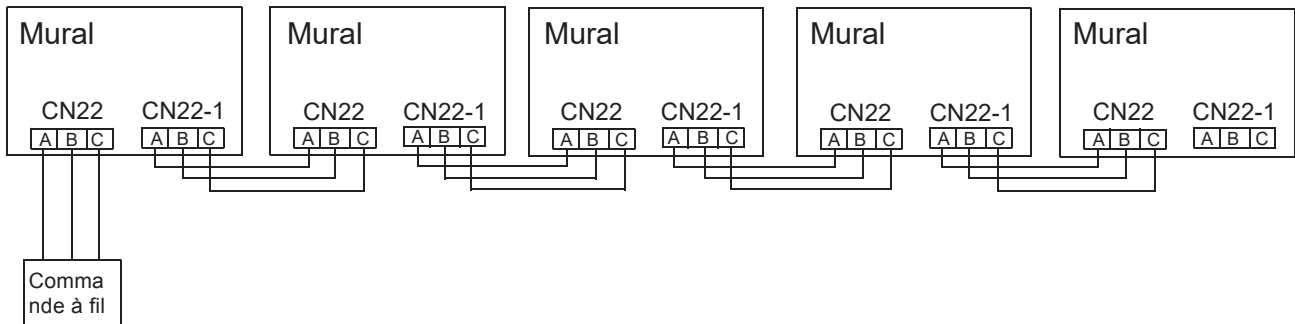 Mural Mural Mural Mural Mural
CN22 CN22-1 CN22 CN22-1 CN22 CN22-1 CN22 CN22-1 CN22 CN22-1
A B C A B C A B C A B C A B C A B C A B C A B C A B C A B C
Comma
nde à fil